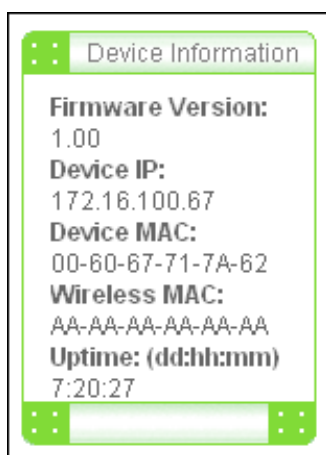 Device Information
Firmware Version:
1.00
Device IP:
172.16.100.67
Device MAC:
00-60-67-71-7A-62
Wireless MAC:
AA-AA-AA-AA-AA-AA
Uptime: (dd:hh:mm)
7:20:27